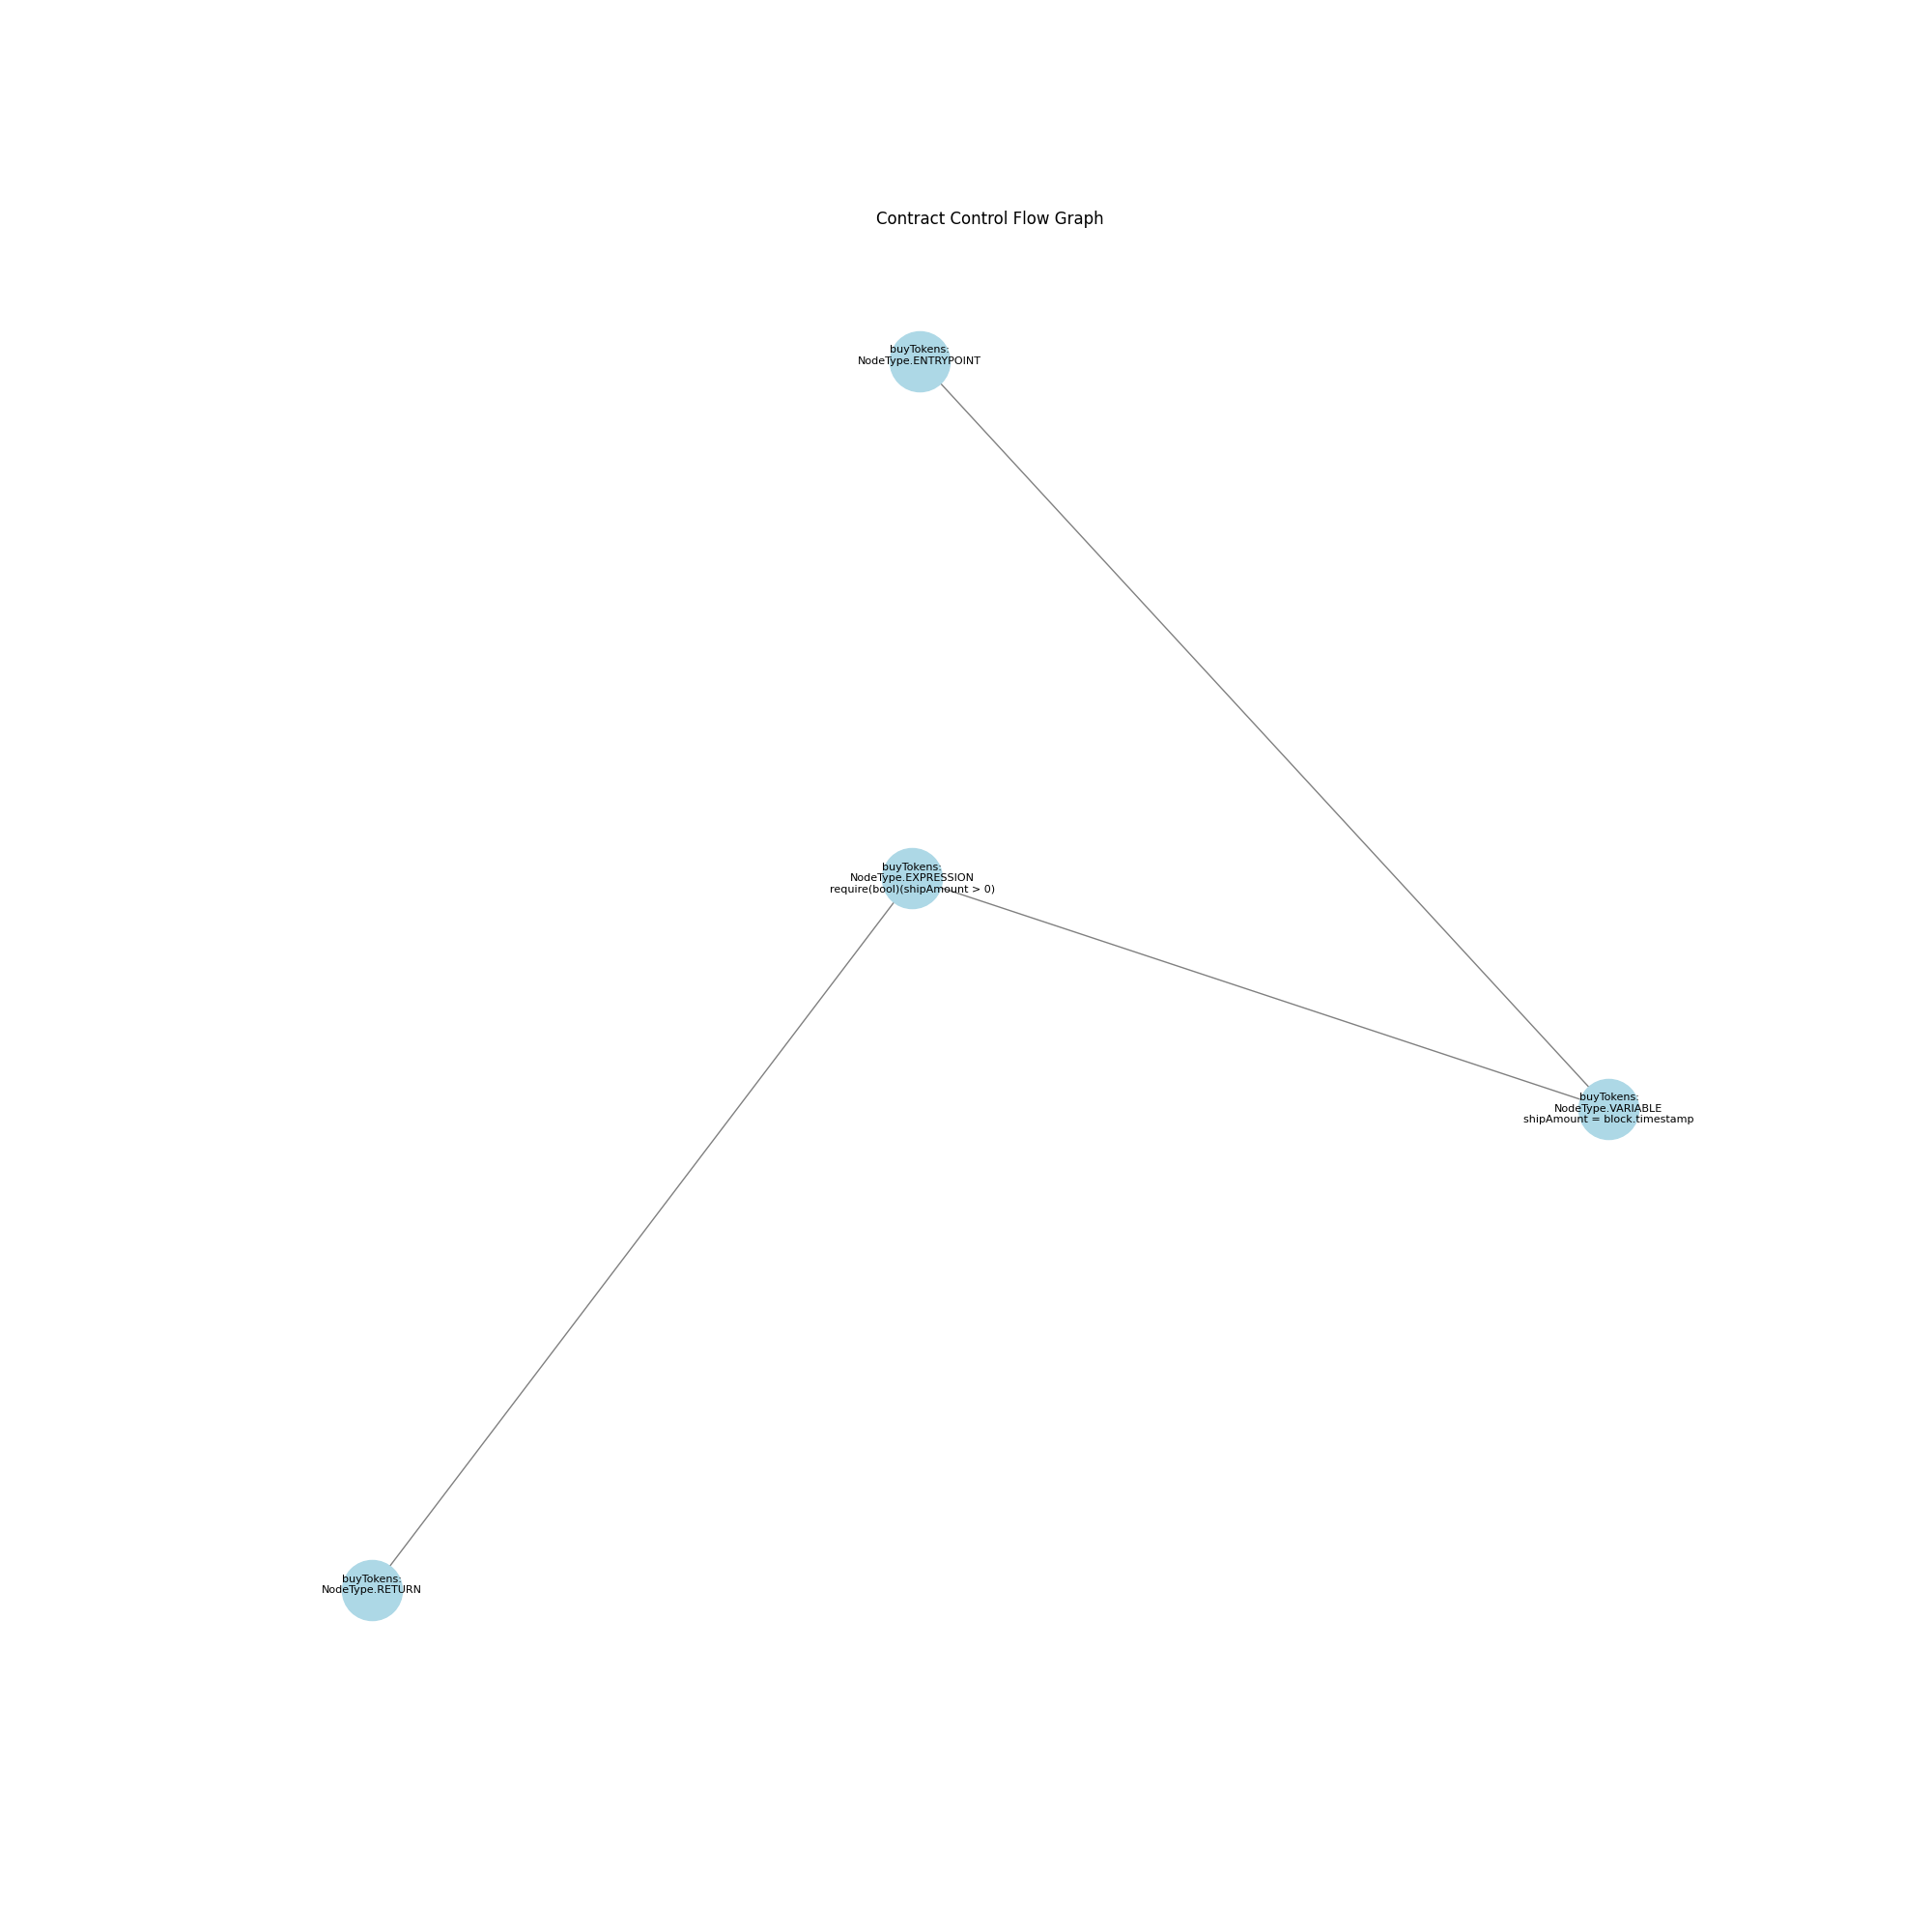 Contract Control Flow Graph
buyTokens:
NodeType.ENTRYPOINT
buyTokens:
NodeType.EXPRESSION
require(bool)(shipAmount > 0)
buyTokens:
NodeType.VARIABLE
shipAmount = block.timestamp
buyTokens:
NodeType.RETURN